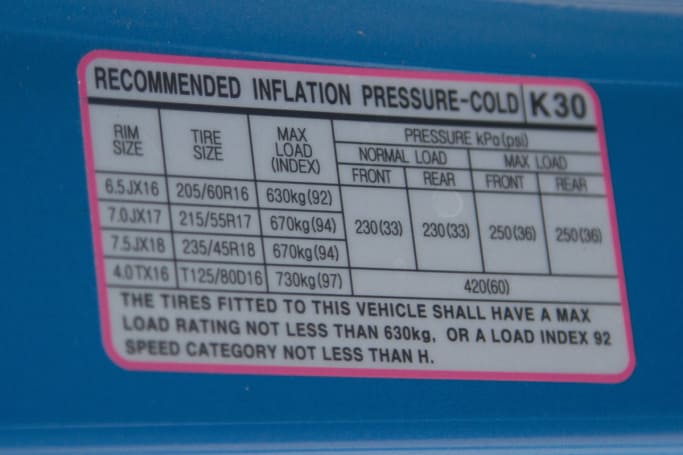 RECOMMENDED INFLATION PRESSURE-COLD K30
RIM SIZE TIRE SIZE MAX LOAD (INDEX) PRESSURE kPa(psi)
NORMAL LOAD MAX LOAD
FRONT REAR FRONT REAR
6.5JX16 205/60R16 630kg(92)
7.0JX17 215/55R17 670kg(94) 230(33) 230(33) 250(36) 250(36)
7.5JX18 235/45R18 670kg(94)
4.0TX16 T125/80D16 730kg(97) 420(60)
THE TIRES FITTED TO THIS VEHICLE SHALL HAVE A MAX
LOAD RATING NOT LESS THAN 630kg, OR A LOAD INDEX 92
SPEED CATEGORY NOT LESS THAN H.